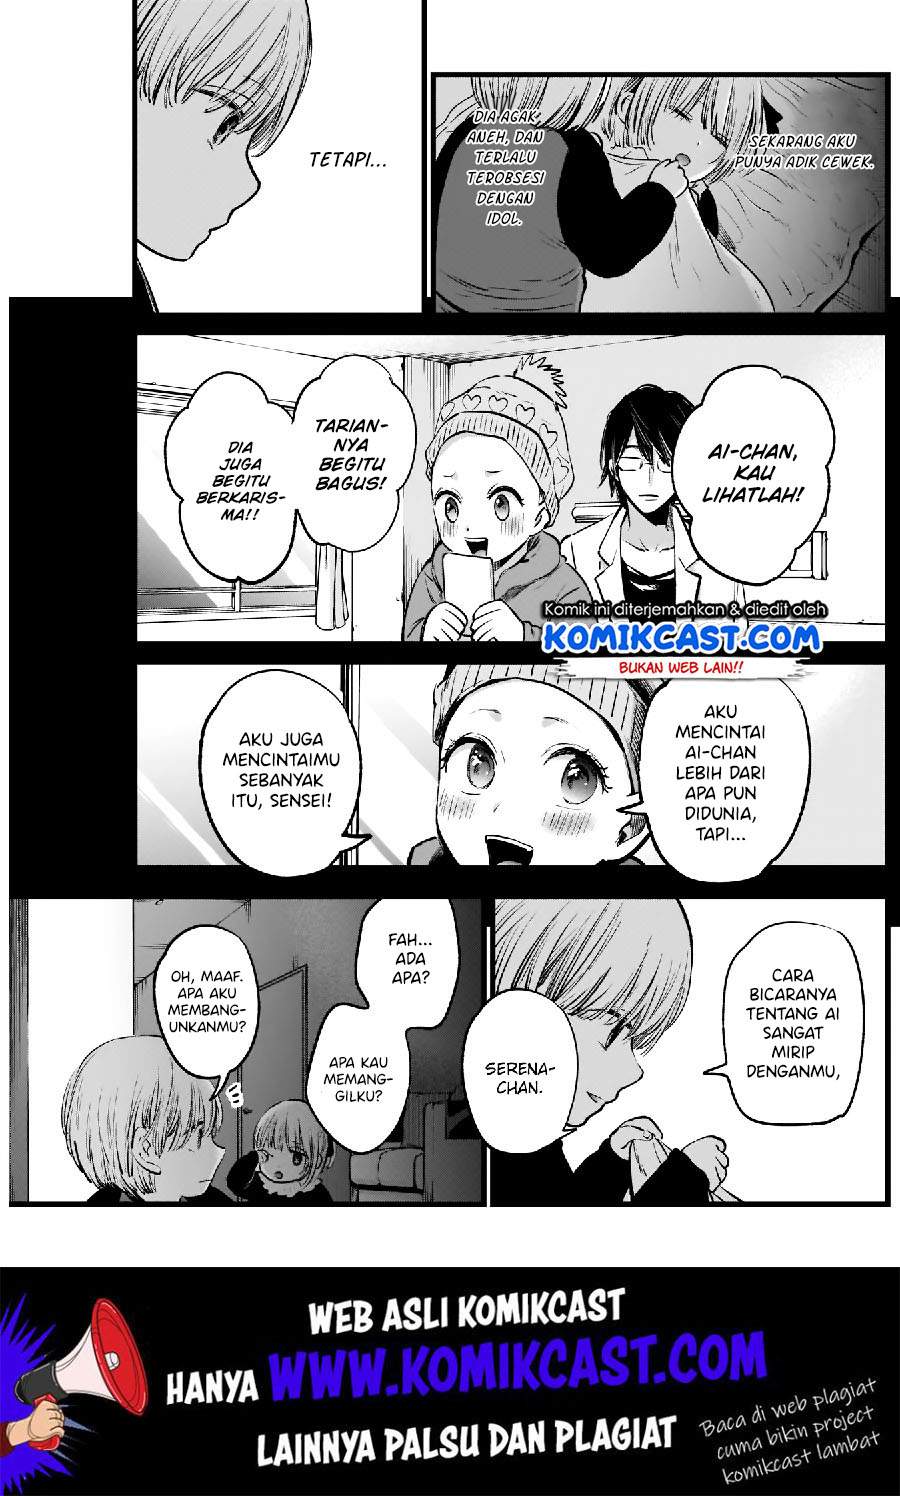 SEKARANG AKU
PUNYA ADIK CEWEK.
DIA AGAK
ANEH, DAN
TERLALU
TEROBSESI
DENGAN
IDOL.
TETAPI...
AI-CHAN,
KAU
LIHATLAH!
TARIAN-
NYA
BEGITU
BAGUS!
DIA
JUGA
BEGITU
BERKARIS-
MA!!
Komik ini diterjemahkan & diedit oleh
KOMIKCAST.COM
BUKAN WEB LAIN!!
AKU
MENCINTAI
AI-CHAN
LEBIH DARI
APA PUN
DIDUNIA,
TAPI...
AKU JUGA
MENCINTAIMU
SEBANYAK
ITU, SENSEI!
CARA
BICARANYA
TENTANG AI
SANGAT
MIRIP
DENGANMU,
SERENA-
CHAN.
FAH...
ADA
APA?
APA KAU
MEMANG-
GILKU?
OH, MAAF.
APA AKU
MEMBANG-
UNKANMU?
WEB ASLI KOMIKCAST
HANYA WWW.KOMIKCAST.COM
LAINNYA PALSU DAN PLAGIAT
Baca di web plagiat
cuma bikin project
komikcast lambat